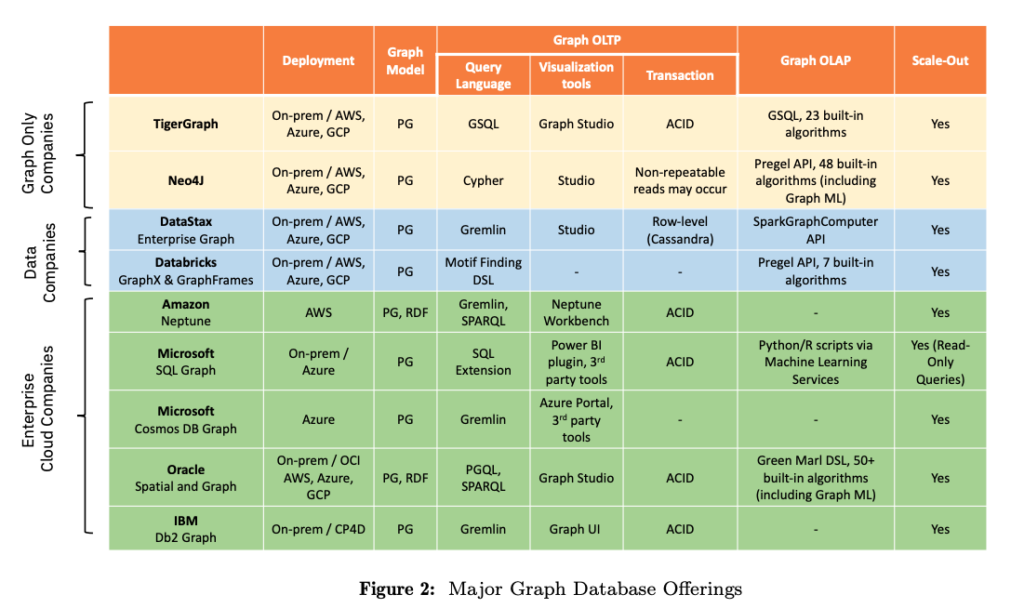 Graph OLTP
Deployment
Graph
Model
Query
Language
Visualization
tools
Transaction
Graph OLAP
Scale-Out
Graph Only
Companies
TigerGraph
On-prem / AWS,
Azure, GCP
PG
GSQL
Graph Studio
ACID
GSQL, 23 built-in
algorithms
Yes
Neo4J
On-prem / AWS,
Azure, GCP
PG
Cypher
Studio
Non-repeatable
reads may occur
Pregel API, 48 built-in
algorithms (including
Graph ML)
Yes
Data
Companies
DataStax
Enterprise Graph
On-prem / AWS,
Azure, GCP
PG
Gremlin
Studio
Row-level
(Cassandra)
SparkGraphComputer
API
Yes
Databricks
GraphX & GraphFrames
On-prem / AWS,
Azure, GCP
PG
Motif Finding
DSL
-
-
Pregel API, 7 built-in
algorithms
Yes
Enterprise
Cloud Companies
Amazon
Neptune
AWS
PG, RDF
Gremlin,
SPARQL
Neptune
Workbench
ACID
-
Yes
Microsoft
SQL Graph
On-prem /
Azure
PG
SQL
Extension
Power BI
plugin, 3rd
party tools
ACID
Python/R scripts via
Machine Learning
Services
Yes (Read-
Only
Queries)
Microsoft
Cosmos DB Graph
Azure
PG
Gremlin
Azure Portal,
3rd party
tools
-
-
Yes
Oracle
Spatial and Graph
On-prem / OCI
AWS, Azure,
GCP
PG, RDF
PGQL,
SPARQL
Graph Studio
ACID
Green Marl DSL, 50+
built-in algorithms
(including Graph ML)
Yes
IBM
Db2 Graph
On-prem / CP4D
PG
Gremlin
Graph UI
ACID
-
Yes
Figure 2: Major Graph Database Offerings